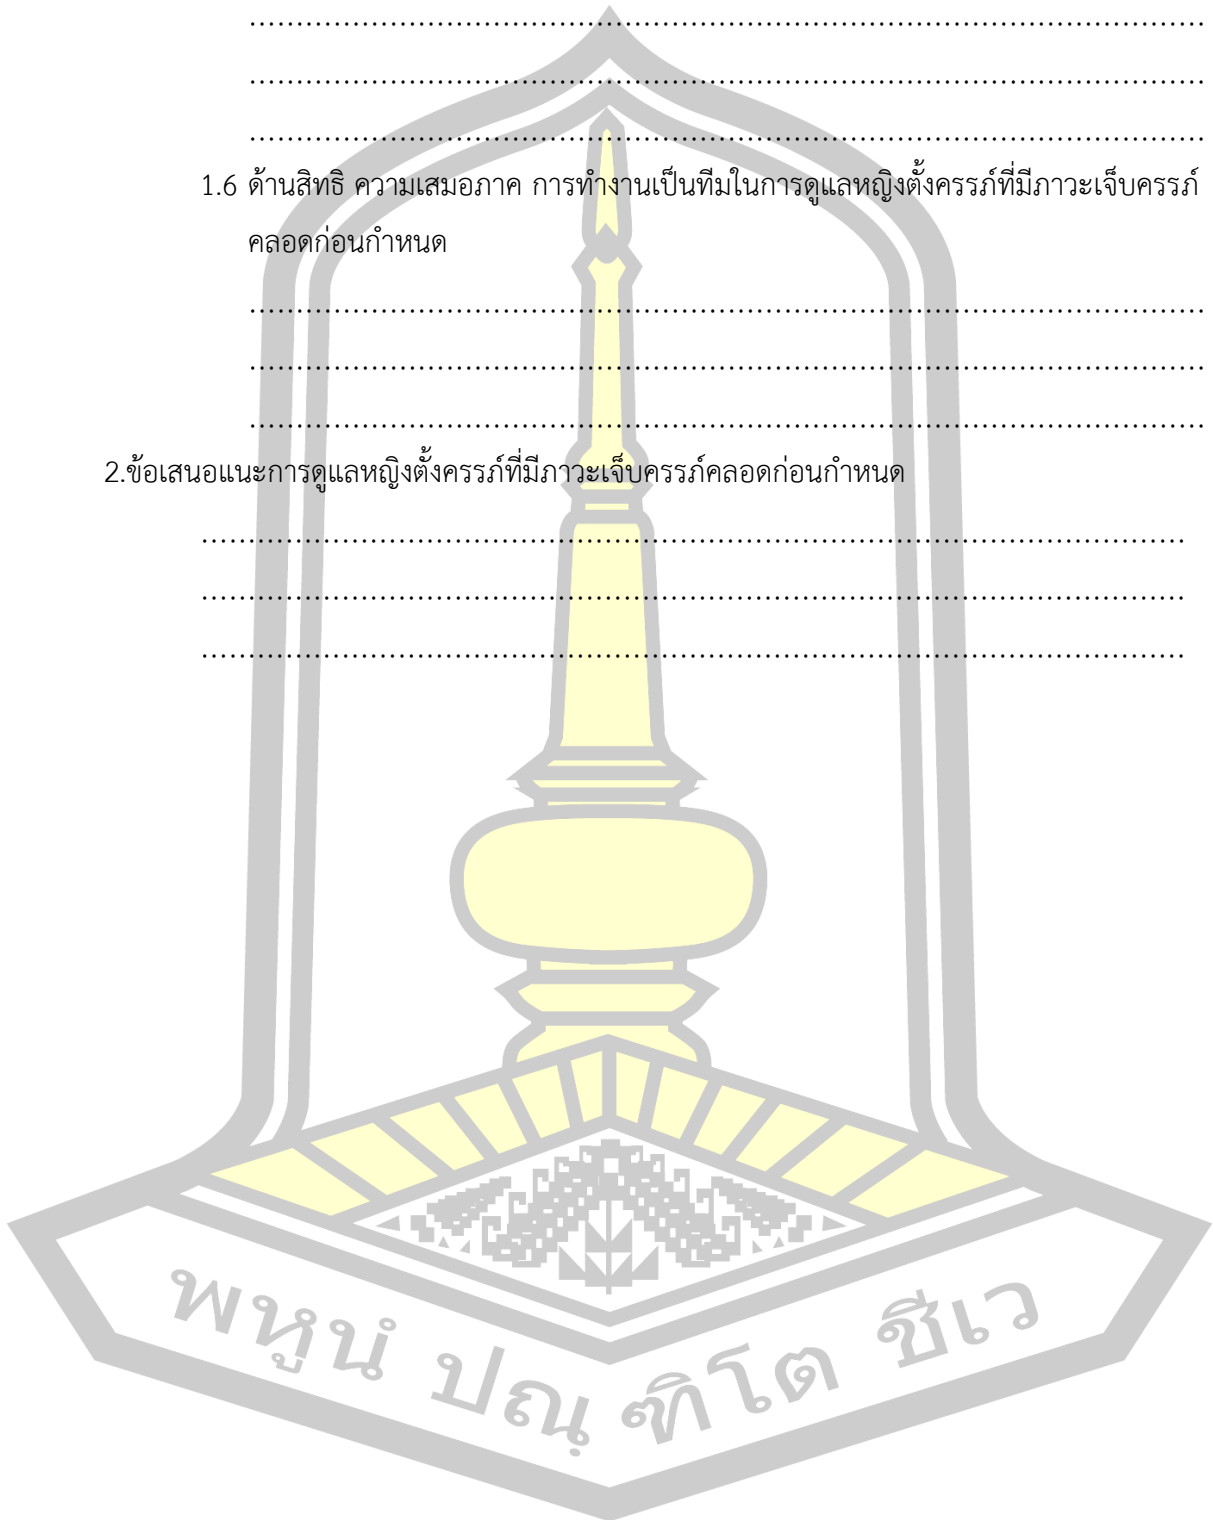 ........................................................................................................
........................................................................................................
........................................................................................................
1.6 ด้านสิทธิ ความเสมอภาค การทำงานเป็นทีมในการดูแลหญิงตั้งครรภ์ที่มีภาวะเจ็บครรภ์
คลอดก่อนกำหนด
........................................................................................................
........................................................................................................
........................................................................................................
2.ข้อเสนอแนะการดูแลหญิงตั้งครรภ์ที่มีภาวะเจ็บครรภ์คลอดก่อนกำหนด
...........................................................................................................
...........................................................................................................
...........................................................................................................
พหูนํ ปณฺฑิโต ชีเว